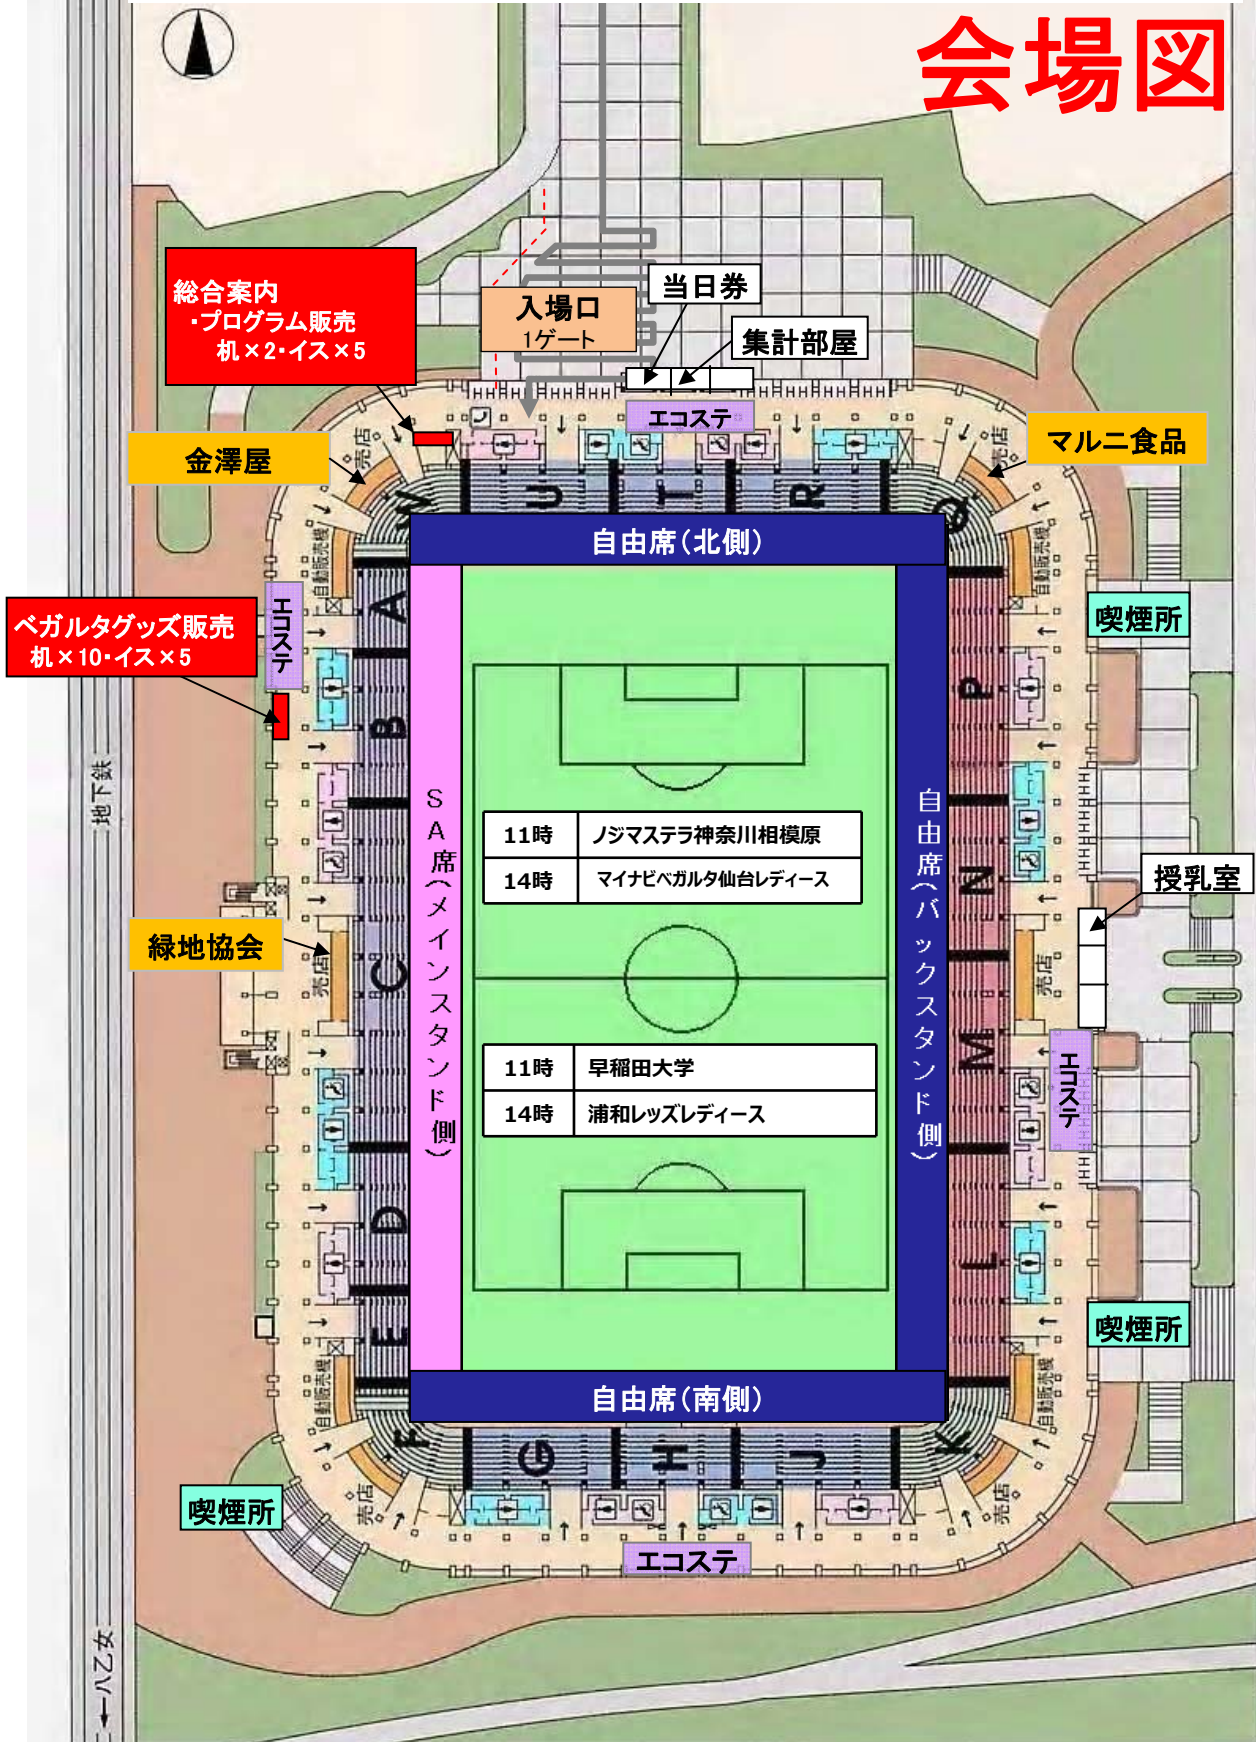 会場図
総合案内
・プログラム販売
机×2・イス×5
入場口
1ゲート
当日券
集計部屋
エコステ
金澤屋
マルニ食品
売店
売店
W
U
T
R
Q
自由席(北側)
自動販売機
自動販売機
エコステ
喫煙所
ベガルタグッズ販売
机×10・イス×5
A
B
C
D
E
F
P
N
M
L
K
地下鉄
SA席(メインスタンド側)
自由席(バックスタンド側)
11時 ノジマステラ神奈川相模原
14時 マイナビベガルタ仙台レディース
授乳室
緑地協会
売店
売店
11時 早稲田大学
14時 浦和レッズレディース
エコステ
喫煙所
自動販売機
自動販売機
自由席(南側)
G
H
J
喫煙所
売店
売店
エコステ
←八乙女